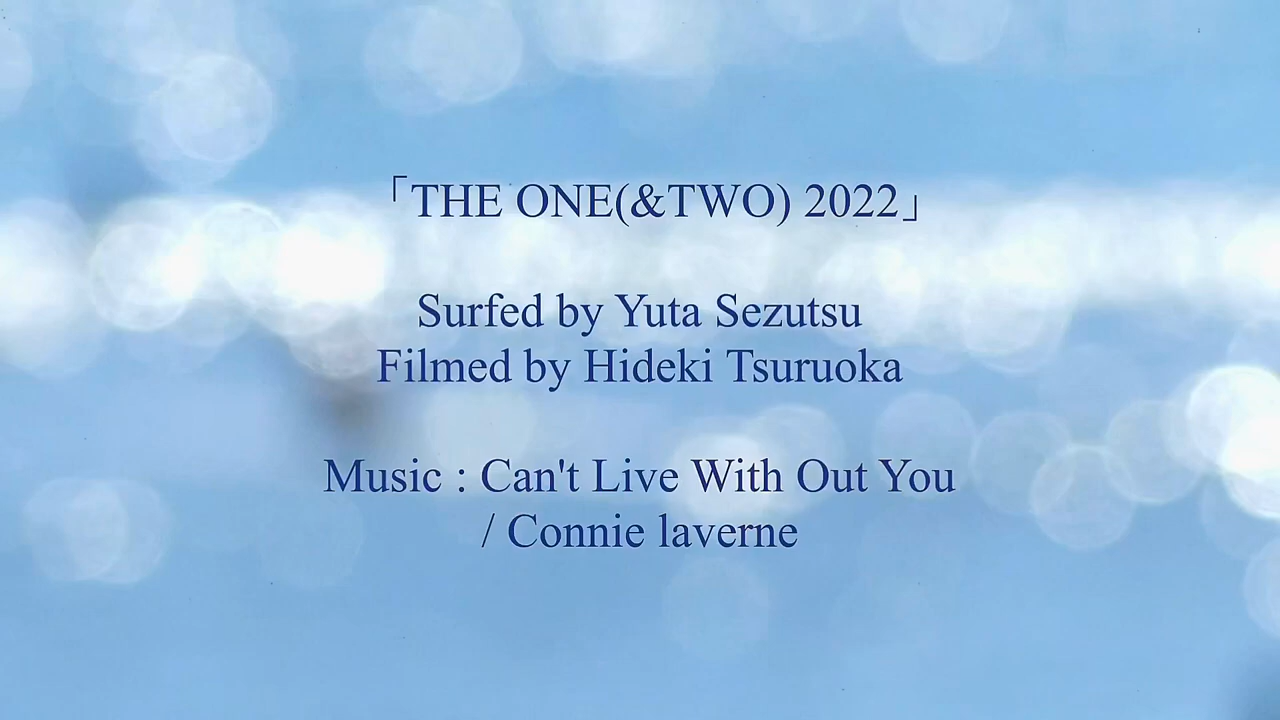 「THE ONE(&TWO) 2022」
Surfed by Yuta Sezutsu
Filmed by Hideki Tsuruoka
Music : Can't Live With Out You
/ Connie laverne